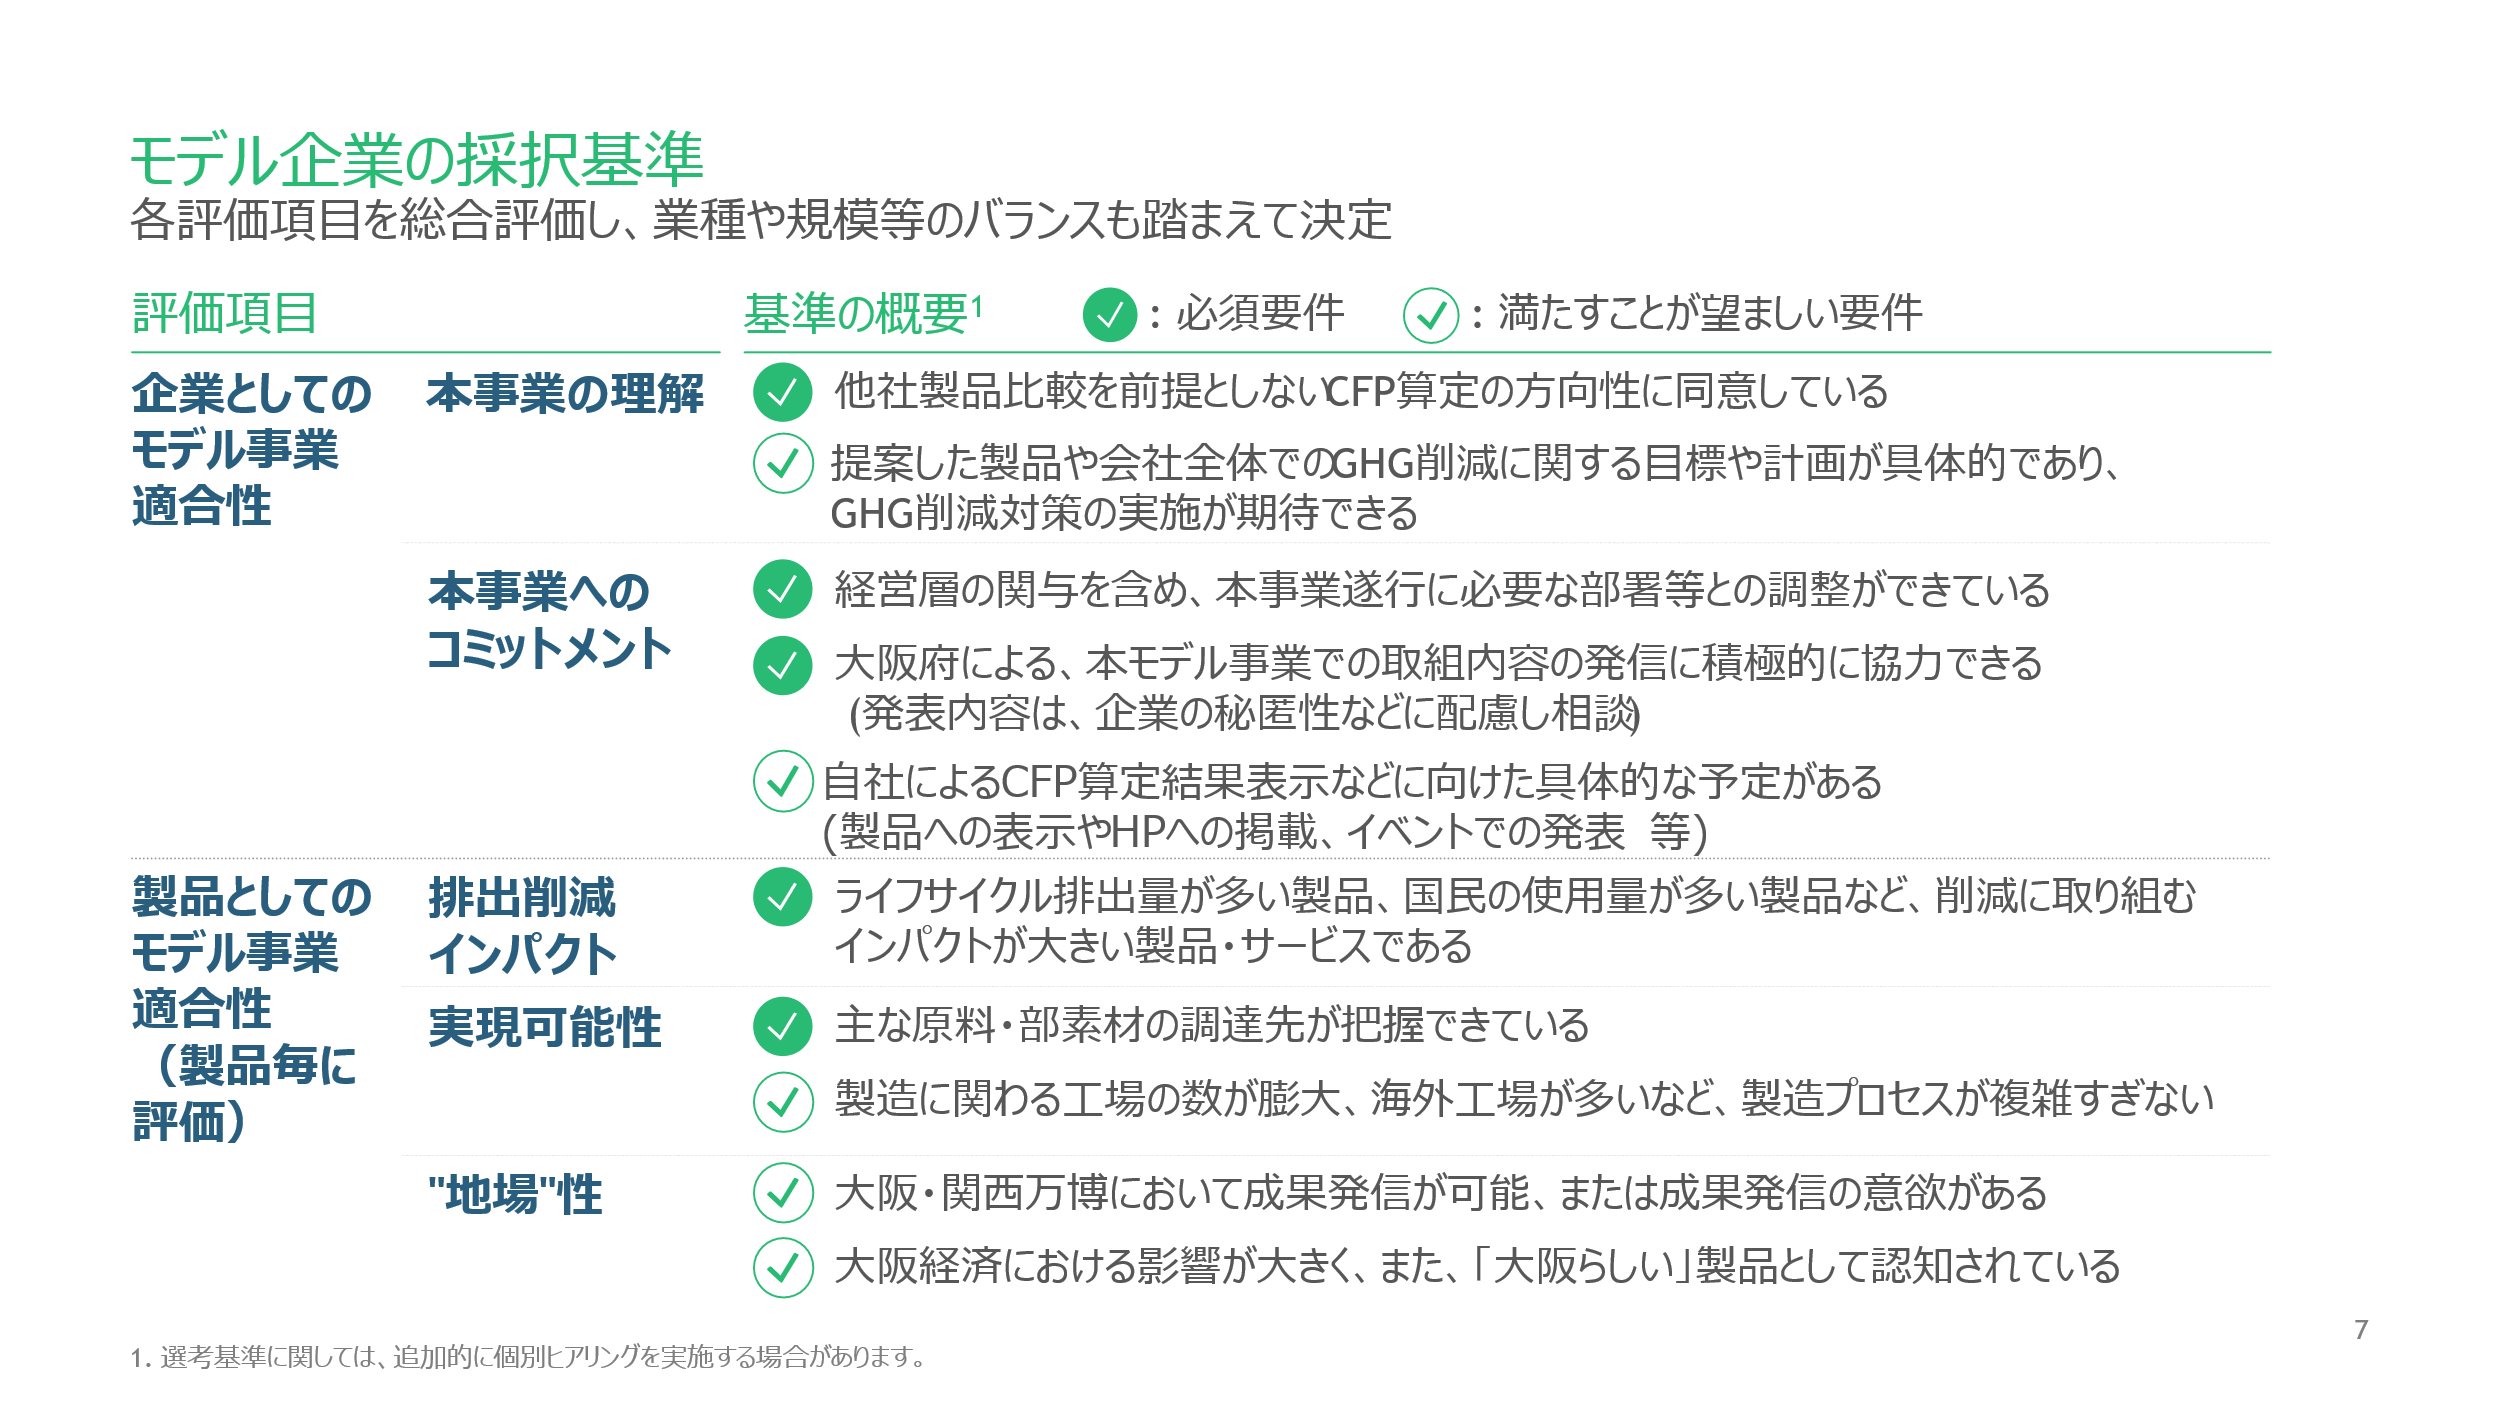 モデル企業の採択基準
各評価項目を総合評価し、業種や規模等のバランスも踏まえて決定
評価項目
基準の概要1
: 必須要件
: 満たすことが望ましい要件
企業としての
モデル事業
適合性
本事業の理解
他社製品比較を前提としないCFP算定の方向性に同意している
提案した製品や会社全体でのGHG削減に関する目標や計画が具体的であり、
GHG削減対策の実施が期待できる
本事業への
コミットメント
経営層の関与を含め、本事業遂行に必要な部署等との調整ができている
大阪府による、本モデル事業での取組内容の発信に積極的に協力できる
(発表内容は、企業の秘匿性などに配慮し相談)
自社によるCFP算定結果表示などに向けた具体的な予定がある
(製品への表示やHPへの掲載、イベントでの発表 等)
製品としての
モデル事業
適合性
（製品毎に
評価）
排出削減
インパクト
ライフサイクル排出量が多い製品、国民の使用量が多い製品など、削減に取り組む
インパクトが大きい製品・サービスである
実現可能性
主な原料・部素材の調達先が把握できている
製造に関わる工場の数が膨大、海外工場が多いなど、製造プロセスが複雑すぎない
"地場"性
大阪・関西万博において成果発信が可能、または成果発信の意欲がある
大阪経済における影響が大きく、また、「大阪らしい」製品として認知されている
1. 選考基準に関しては、追加的に個別ヒアリングを実施する場合があります。
7